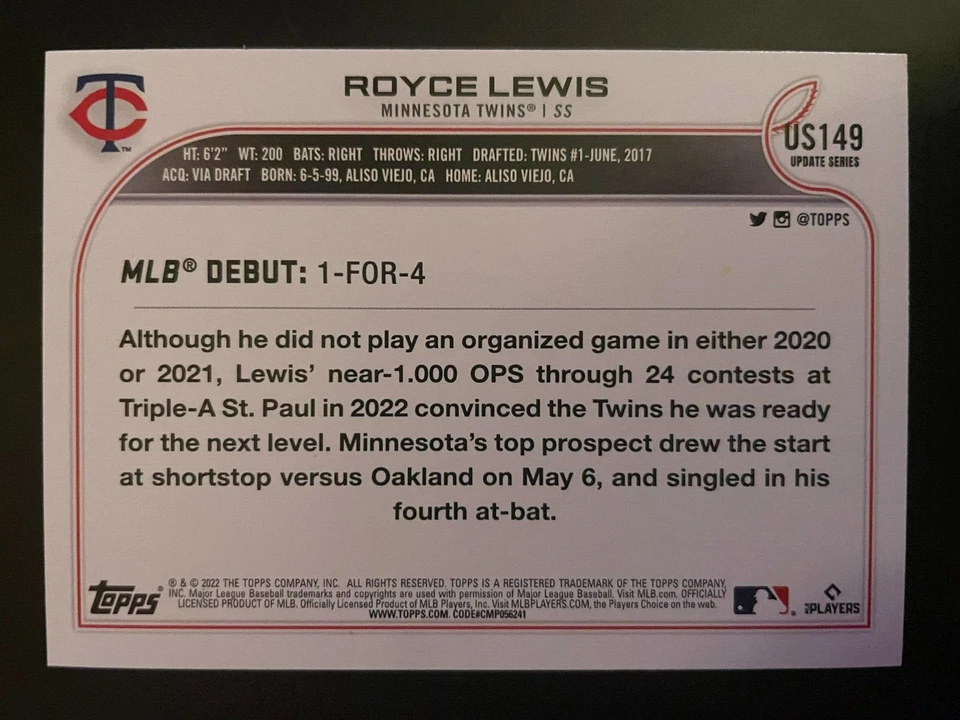 TC™
ROYCE LEWIS
MINNESOTA TWINS® | SS
US149
UPDATE SERIES
HT: 6'2" WT: 200 BATS: RIGHT THROWS: RIGHT DRAFTED: TWINS #1-JUNE, 2017
ACQ: VIA DRAFT BORN: 6-5-99, ALISO VIEJO, CA HOME: ALISO VIEJO, CA
@TOPPS
MLB® DEBUT: 1-FOR-4
Although he did not play an organized game in either 2020
or 2021, Lewis' near-1.000 OPS through 24 contests at
Triple-A St. Paul in 2022 convinced the Twins he was ready
for the next level. Minnesota's top prospect drew the start
at shortstop versus Oakland on May 6, and singled in his
fourth at-bat.
Topps®
® & © 2022 THE TOPPS COMPANY, INC. ALL RIGHTS RESERVED. TOPPS IS A REGISTERED TRADEMARK OF THE TOPPS COMPANY,
INC. Major League Baseball trademarks and copyrights are used with permission of Major League Baseball. Visit MLB.com. OFFICIALLY
LICENSED PRODUCT OF MLB. Officially Licensed Product of MLB Players, Inc. Visit MLBPLAYERS.COM, the Players Choice on the web.
WWW.TOPPS.COM. CODE#CMP056241
PLAYERS